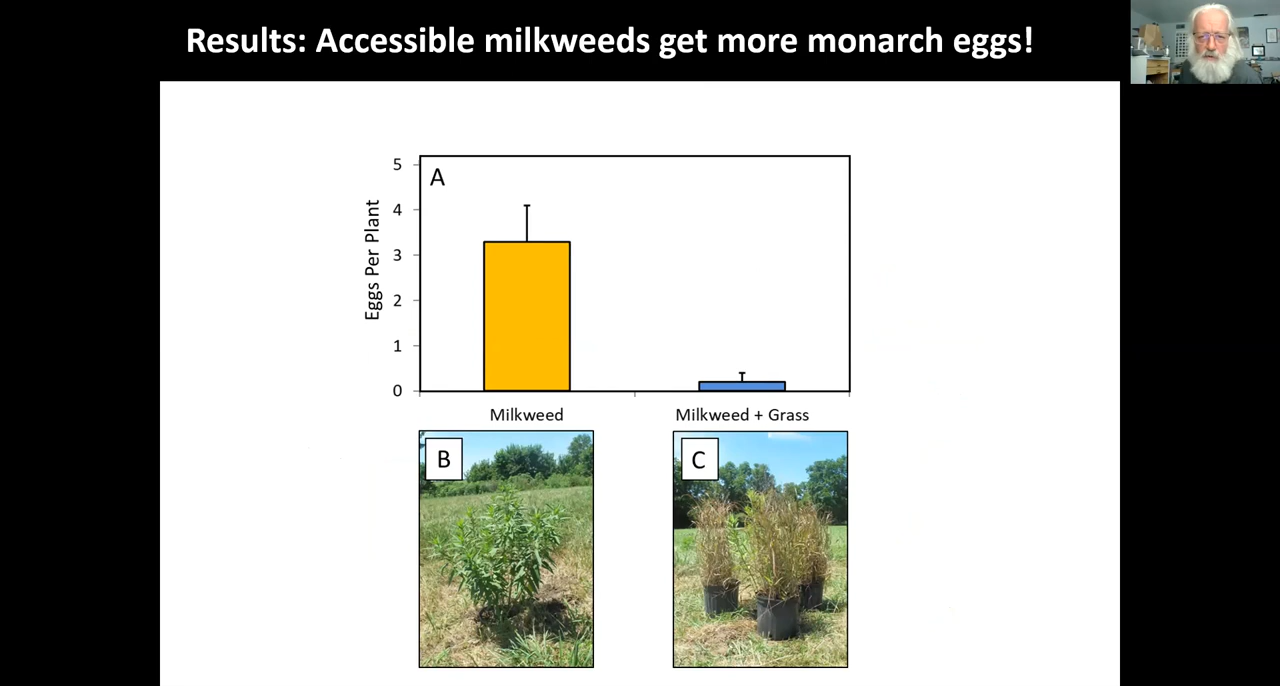 Results: Accessible milkweeds get more monarch eggs!
A
Eggs Per Plant
5
4
3
2
1
0
Milkweed
Milkweed + Grass
B
C